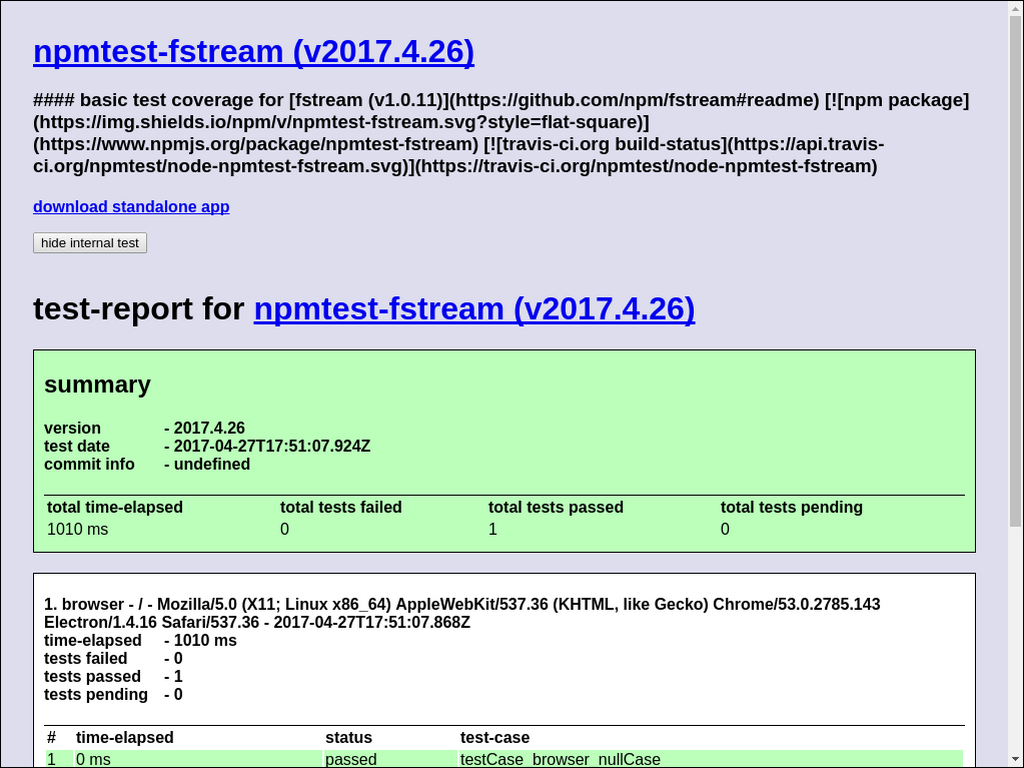 npmtest-fstream (v2017.4.26)
#### basic test coverage for [fstream (v1.0.11)](https://github.com/npm/fstream#readme) [![npm package]
(https://img.shields.io/npm/v/npmtest-fstream.svg?style=flat-square)]
(https://www.npmjs.org/package/npmtest-fstream) [![travis-ci.org build-status](https://api.travis-
ci.org/npmtest/node-npmtest-fstream.svg)](https://travis-ci.org/npmtest/node-npmtest-fstream)
download standalone app
hide internal test
test-report for npmtest-fstream (v2017.4.26)
summary
version - 2017.4.26
test date - 2017-04-27T17:51:07.924Z
commit info - undefined
total time-elapsed total tests failed total tests passed total tests pending
1010 ms 0 1 0
1. browser - / - Mozilla/5.0 (X11; Linux x86_64) AppleWebKit/537.36 (KHTML, like Gecko) Chrome/53.0.2785.143
Electron/1.4.16 Safari/537.36 - 2017-04-27T17:51:07.868Z
time-elapsed - 1010 ms
tests failed - 0
tests passed - 1
tests pending - 0
# time-elapsed status test-case
1 0 ms passed testCase_browser_nullCase